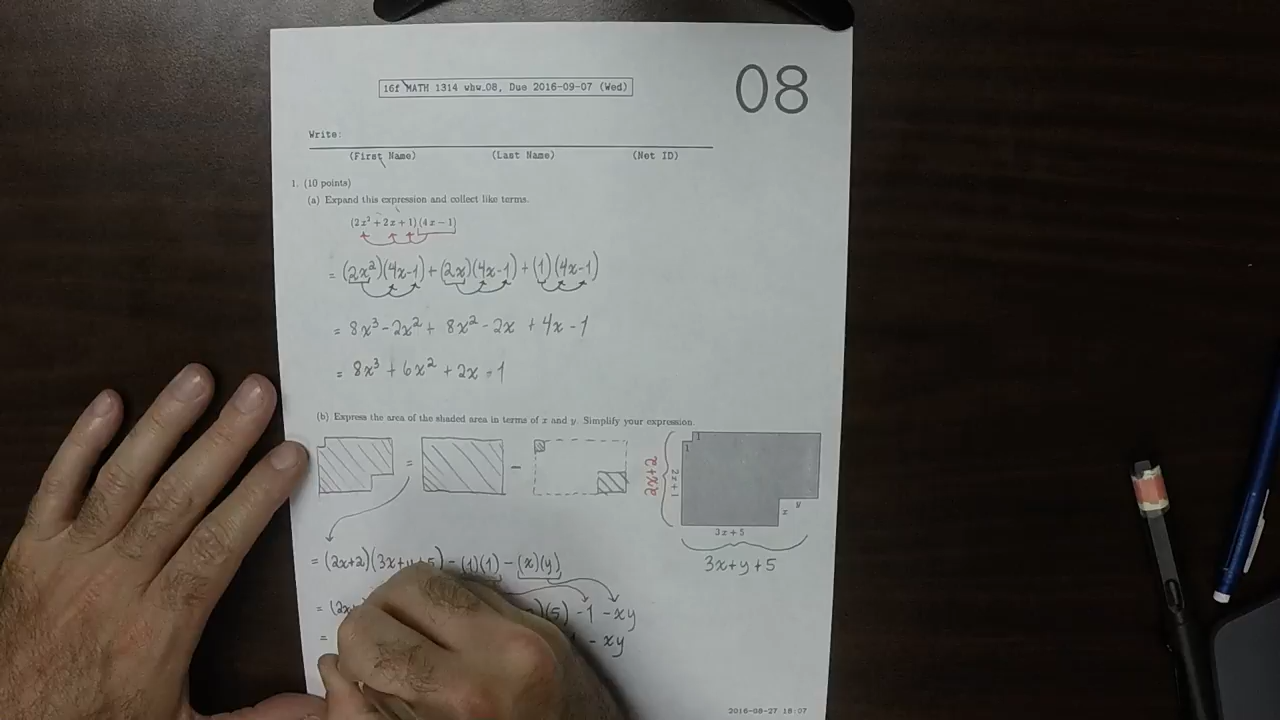 08
16f MATH 1314 whw.08, Due 2016-09-07 (Wed)
Write:
(First Name) (Last Name) (Net ID)
1. (10 points)
(a) Expand this expression and collect like terms.
(2x² + 2x + 1)(4x − 1)
= (2x²)(4x-1) + (2x)(4x-1) + (1)(4x-1)
= 8x³ - 2x² + 8x² - 2x + 4x - 1
= 8x³ + 6x² + 2x - 1
(b) Express the area of the shaded area in terms of x and y. Simplify your expression.
= −
1
1
2x+2
2x + 1
x
y
3x + 5
3x+y+5
= (2x+2)(3x+y+5) - (1)(1) - (x)(y)
= (2x )(5) - 1 - xy
= - xy
2016-08-27 18:07